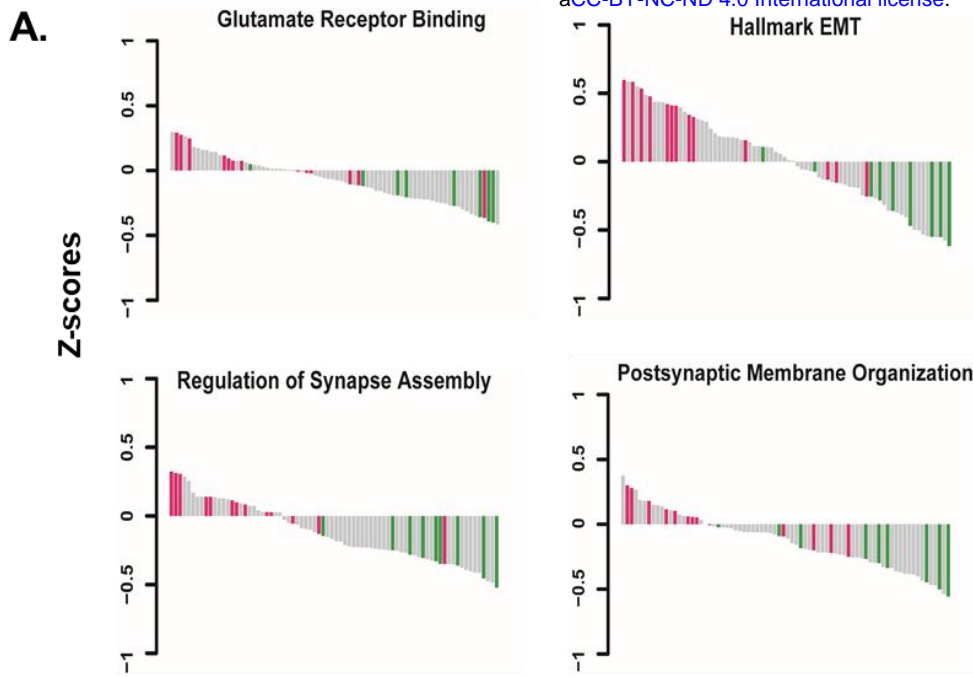 aCC-BY-NC-ND 4.0 International license.
A.
Glutamate Receptor Binding
Hallmark EMT
1
0.5
0
−0.5
−1
1
0.5
0
−0.5
−1
Z-scores
Regulation of Synapse Assembly
Postsynaptic Membrane Organization
1
0.5
0
−0.5
−1
1
0.5
0
−0.5
−1